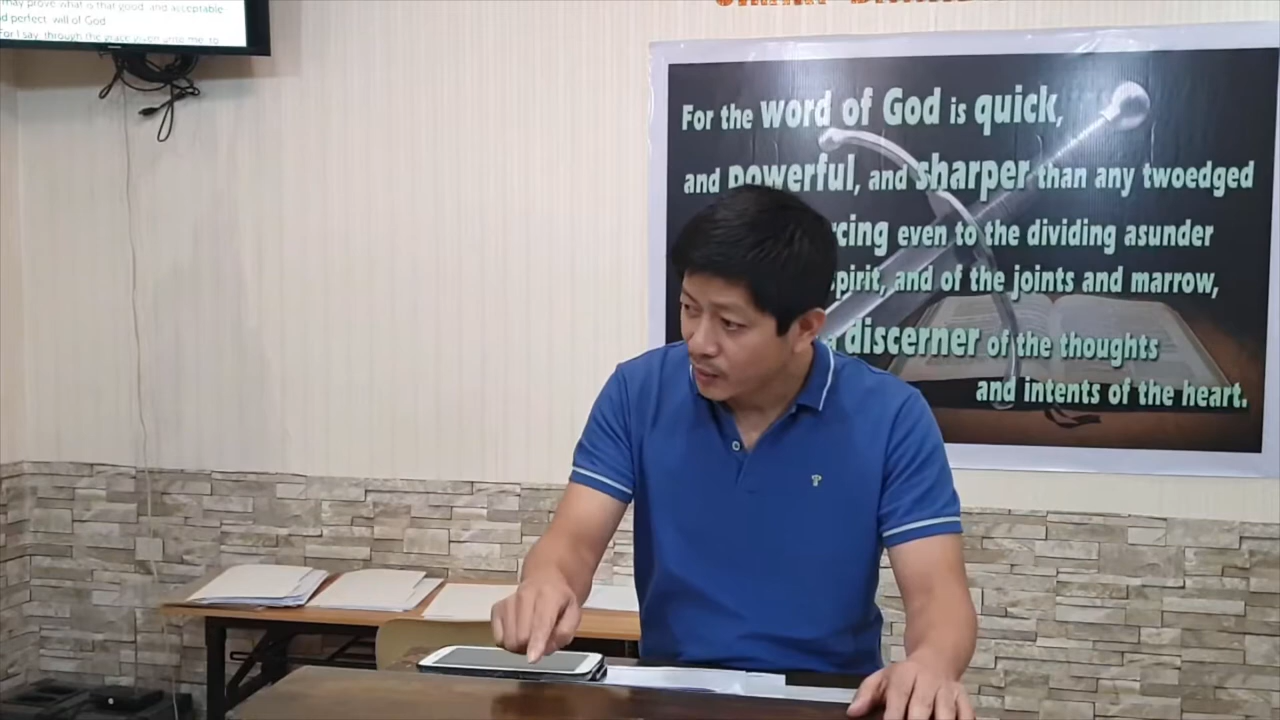 may prove what is that good, and acceptable
d perfect, will of God.
For I say, through the grace given unto me, to
For the word of God is quick,
and powerful, and sharper than any twoedged
rcing even to the dividing asunder
spirit, and of the joints and marrow,
a discerner of the thoughts
and intents of the heart.